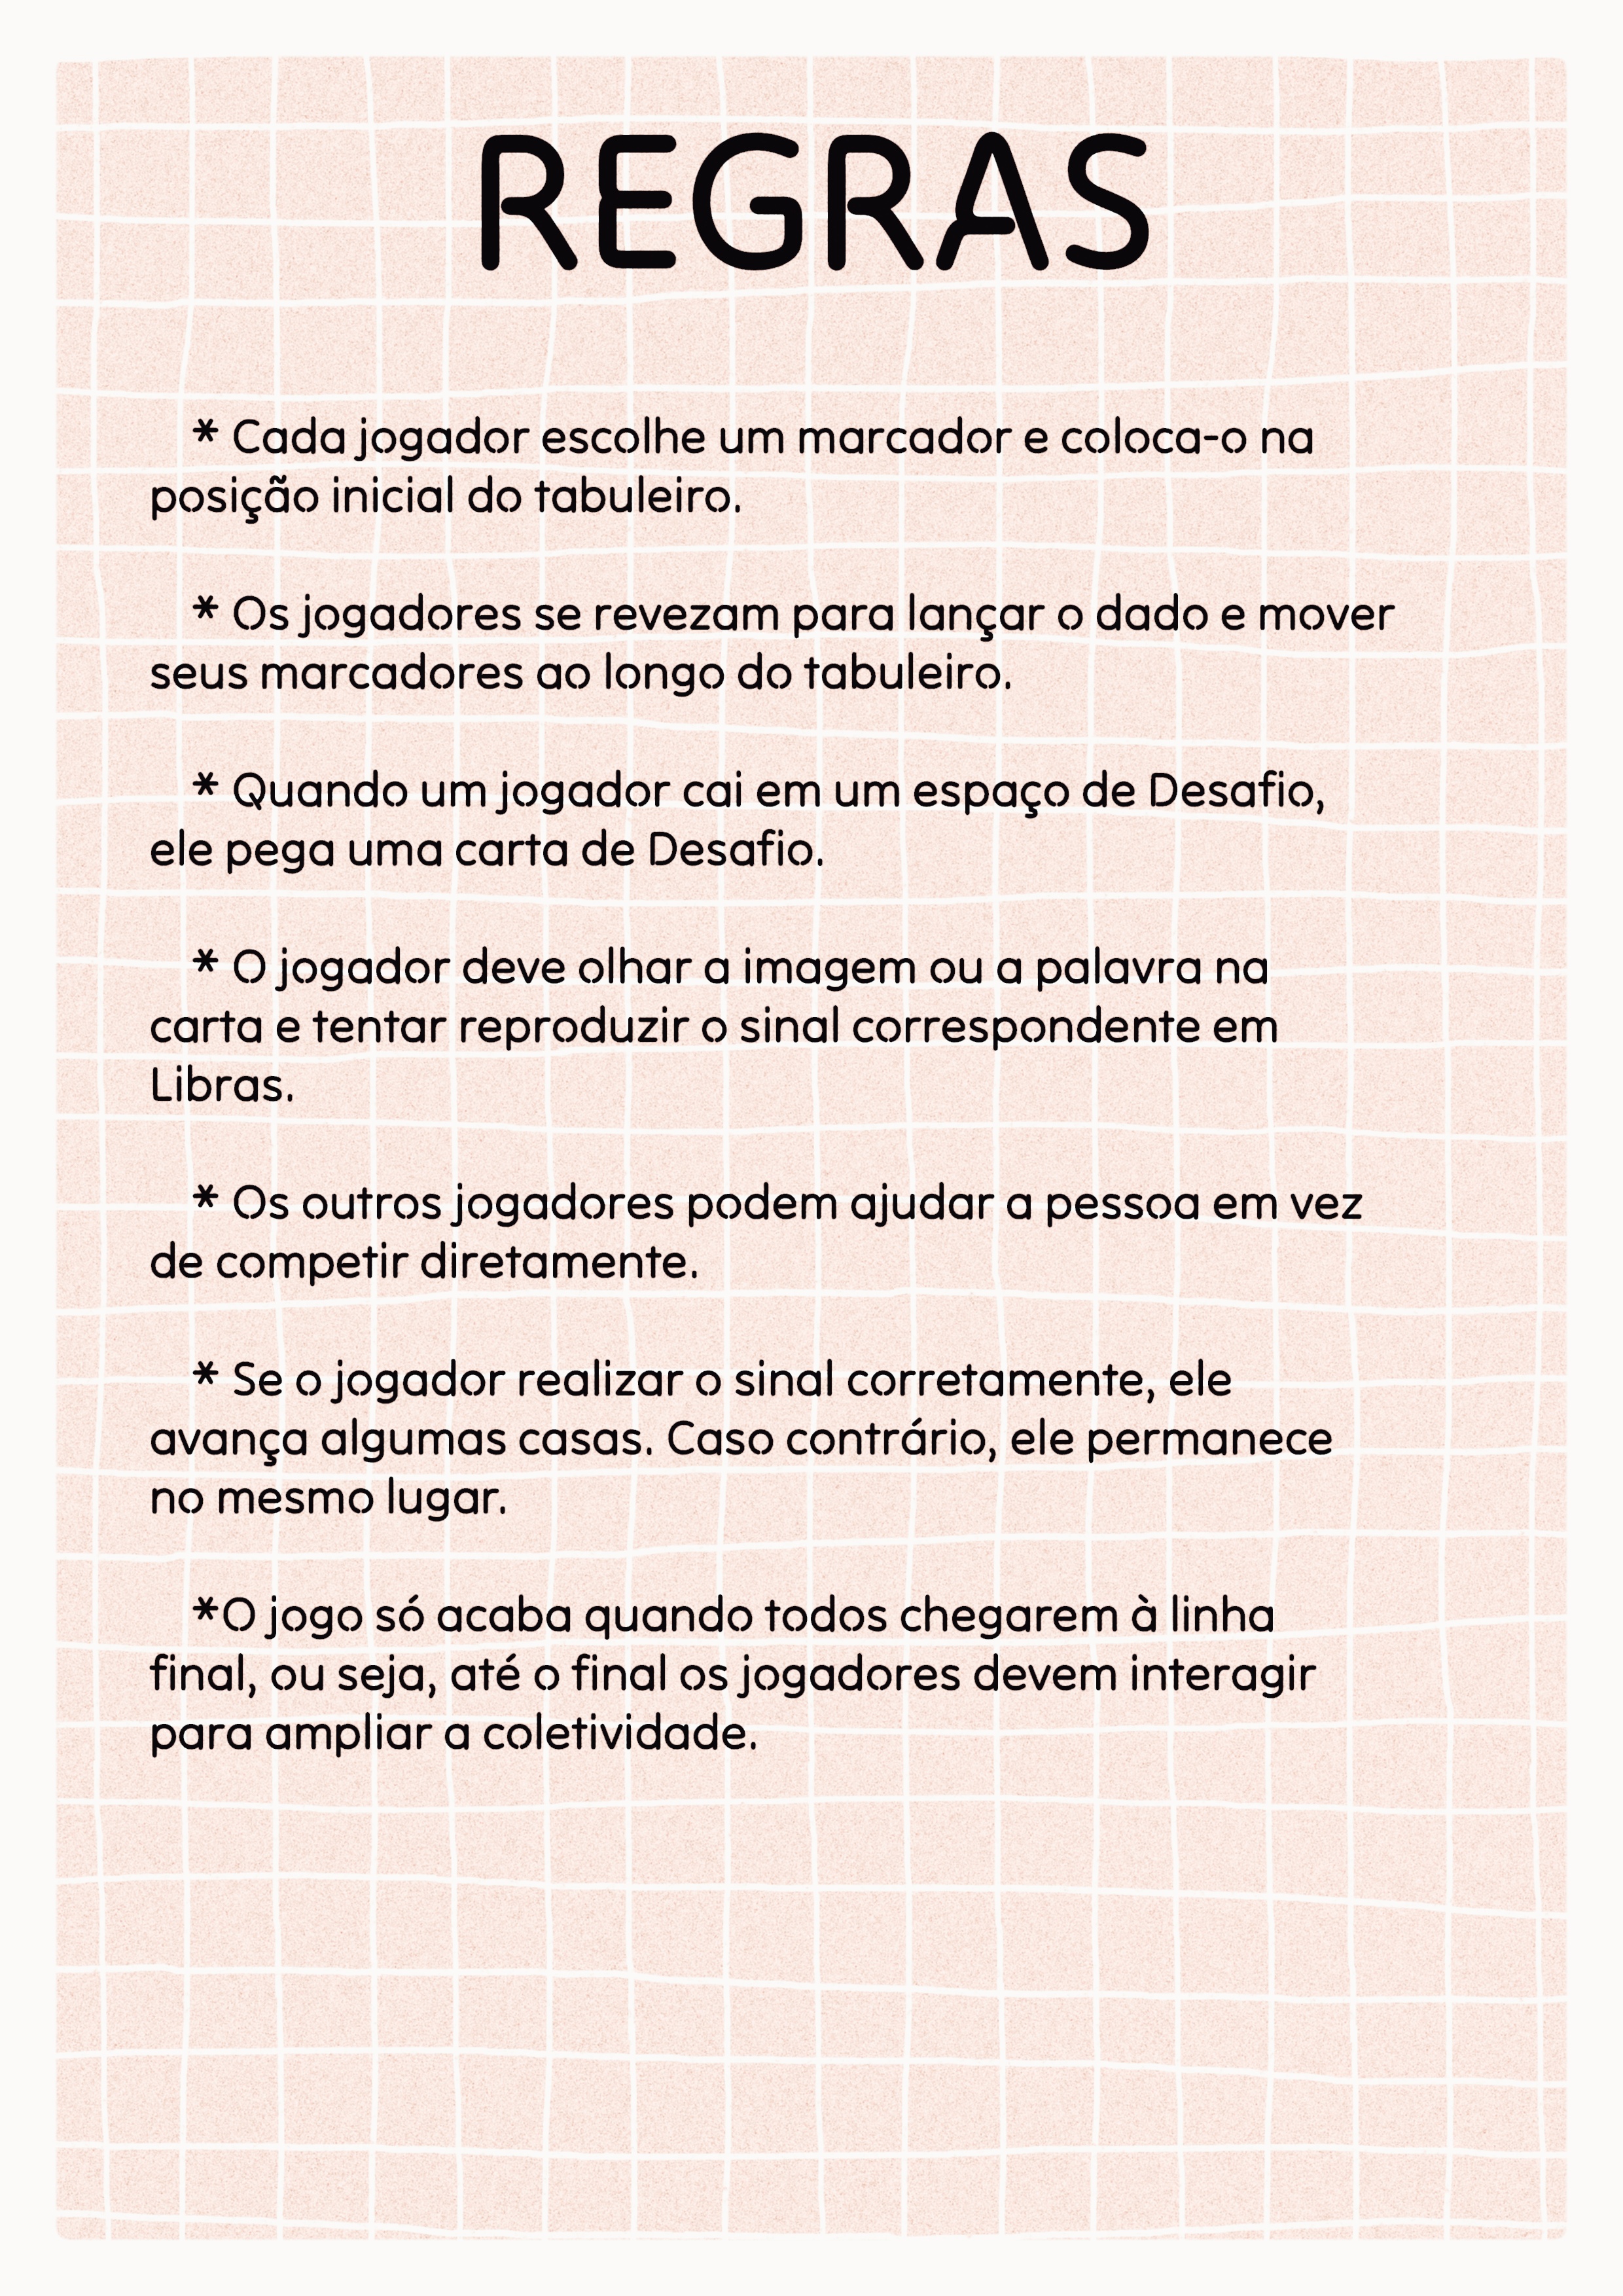 REGRAS
* Cada jogador escolhe um marcador e coloca-o na
posição inicial do tabuleiro.
* Os jogadores se revezam para lançar o dado e mover
seus marcadores ao longo do tabuleiro.
* Quando um jogador cai em um espaço de Desafio,
ele pega uma carta de Desafio.
* O jogador deve olhar a imagem ou a palavra na
carta e tentar reproduzir o sinal correspondente em
Libras.
* Os outros jogadores podem ajudar a pessoa em vez
de competir diretamente.
* Se o jogador realizar o sinal corretamente, ele
avança algumas casas. Caso contrário, ele permanece
no mesmo lugar.
*O jogo só acaba quando todos chegarem à linha
final, ou seja, até o final os jogadores devem interagir
para ampliar a coletividade.